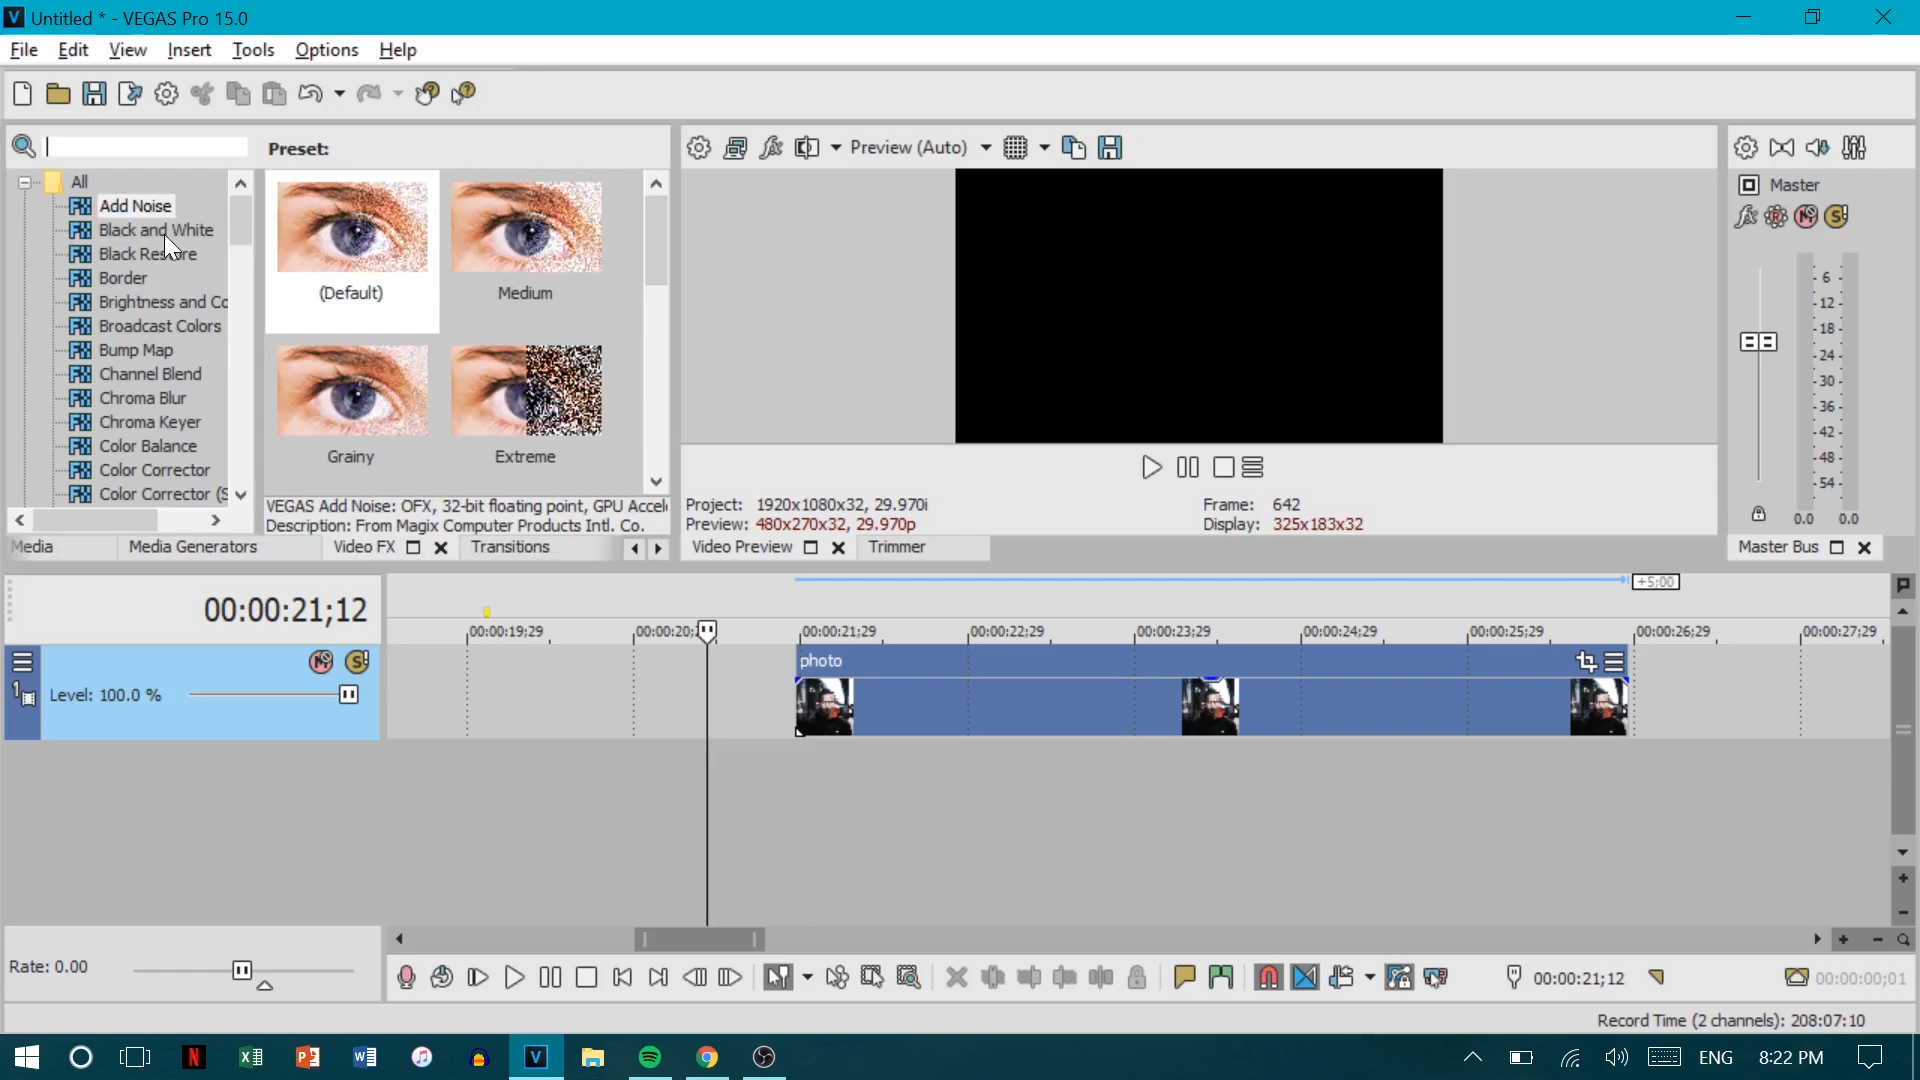 Untitled * - VEGAS Pro 15.0
File Edit View Insert Tools Options Help
Preset:
Preview (Auto)
All
Add Noise
Black and White
Black Restore
Border
Brightness and Co
Broadcast Colors
Bump Map
Channel Blend
Chroma Blur
Chroma Keyer
Color Balance
Color Corrector
Color Corrector (S
(Default)
Medium
Grainy
Extreme
VEGAS Add Noise: OFX, 32-bit floating point, GPU Accel
Description: From Magix Computer Products Intl. Co.
Project: 1920x1080x32, 29.970i
Frame: 642
Preview: 480x270x32, 29.970p
Display: 325x183x32
Master
6
-12-
-18-
-24-
-30-
-36-
-42-
-48-
-54-
0.0 0.0
Media
Media Generators
Video FX
Transitions
Video Preview
Trimmer
Master Bus
00:00:21;12
+5;00
00:00:19;29
00:00:20;
00:00:21;29
00:00:22;29
00:00:23;29
00:00:24;29
00:00:25;29
00:00:26;29
00:00:27;29
1
Level: 100.0 %
photo
Rate: 0.00
00:00:21;12
00:00:00;01
Record Time (2 channels): 208:07:10
ENG
8:22 PM